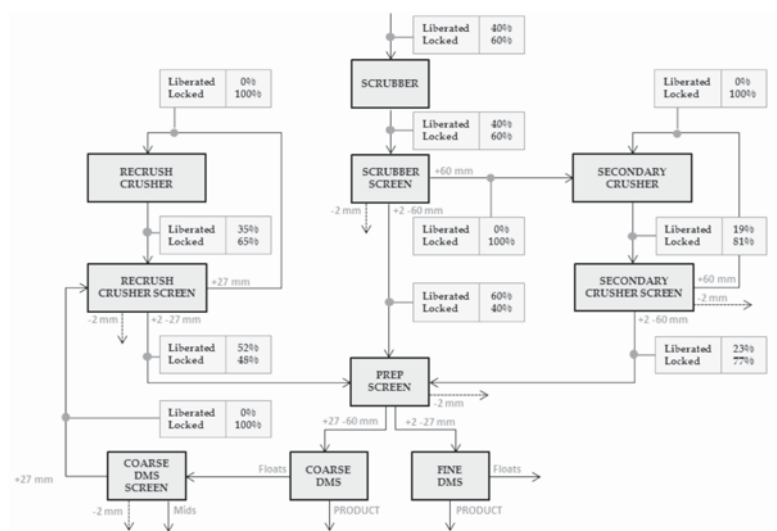 Liberated 40%
Locked 60%
Liberated 0%
Locked 100%
SCRUBBER
Liberated 0%
Locked 100%
Liberated 40%
Locked 60%
RECRUSH
CRUSHER
SCRUBBER
SCREEN
+60 mm
SECONDARY
CRUSHER
-2 mm
+2 -60 mm
Liberated 35%
Locked 65%
Liberated 0%
Locked 100%
Liberated 19%
Locked 81%
RECRUSH
CRUSHER SCREEN
+27 mm
SECONDARY
CRUSHER SCREEN
+60 mm
-2 mm
-2 mm
+2 -27 mm
Liberated 60%
Locked 40%
+2 -60 mm
Liberated 52%
Locked 48%
Liberated 23%
Locked 77%
PREP
SCREEN
-2 mm
Liberated 0%
Locked 100%
+27 -60 mm
+2 -27 mm
+27 mm
COARSE
DMS
SCREEN
Floats
COARSE
DMS
FINE
DMS
Floats
-2 mm
Mids
PRODUCT
PRODUCT